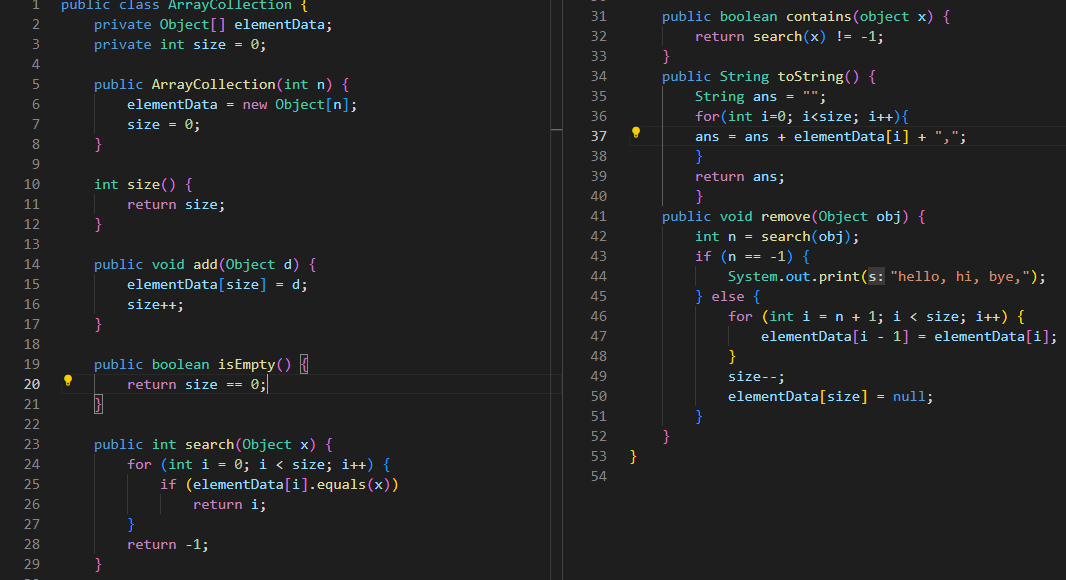 1 public class ArrayCollection {
2 private Object[] elementData;
3 private int size = 0;
4
5 public ArrayCollection(int n) {
6 elementData = new Object[n];
7 size = 0;
8 }
9
10 int size() {
11 return size;
12 }
13
14 public void add(Object d) {
15 elementData[size] = d;
16 size++;
17 }
18
19 public boolean isEmpty() {
20 return size == 0;
21 }
22
23 public int search(Object x) {
24 for (int i = 0; i < size; i++) {
25 if (elementData[i].equals(x))
26 return i;
27 }
28 return -1;
29 }
31 public boolean contains(object x) {
32 return search(x) != -1;
33 }
34 public String toString() {
35 String ans = "";
36 for(int i=0; i<size; i++){
37 ans = ans + elementData[i] + ",";
38 }
39 return ans;
40 }
41 public void remove(Object obj) {
42 int n = search(obj);
43 if (n == -1) {
44 System.out.print(s: "hello, hi, bye,");
45 } else {
46 for (int i = n + 1; i < size; i++) {
47 elementData[i - 1] = elementData[i];
48 }
49 size--;
50 elementData[size] = null;
51 }
52 }
53 }
54